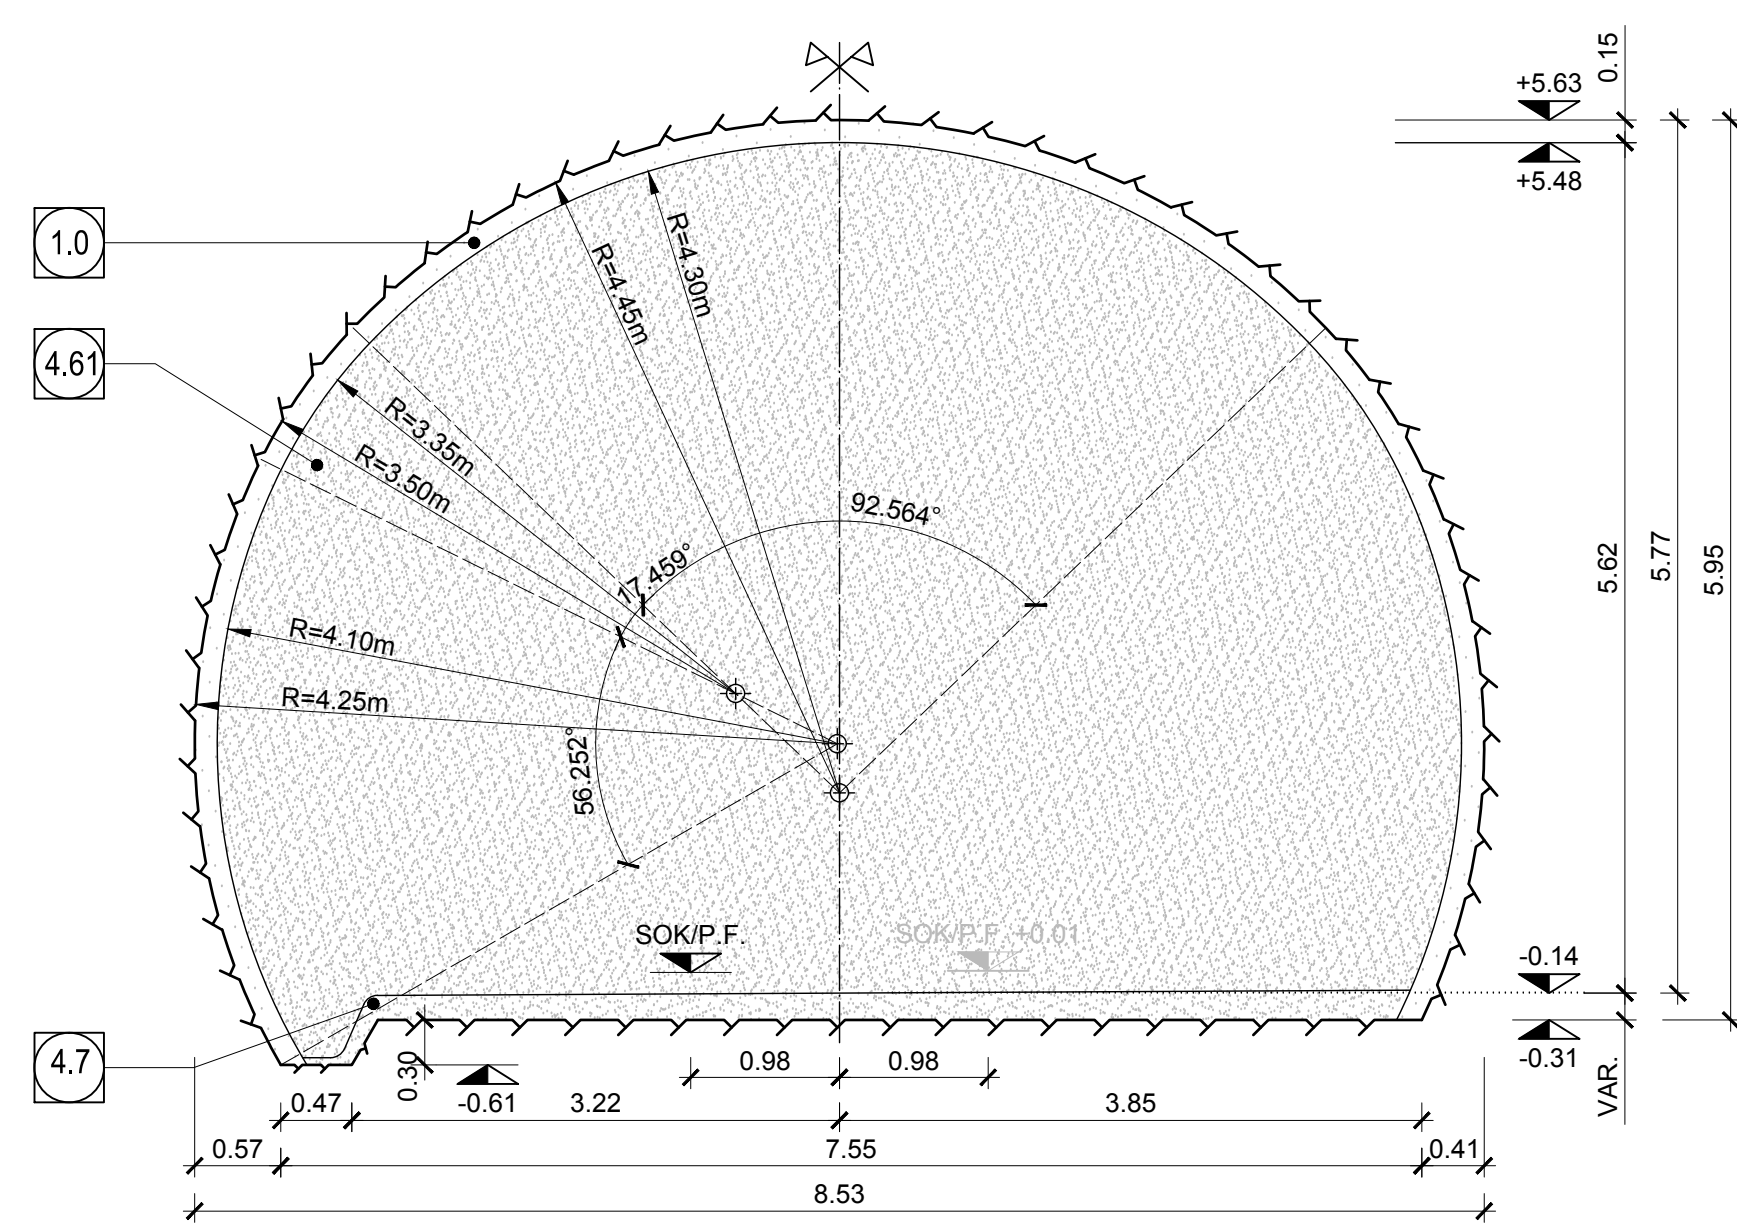 0.15
+5.63
+5.48
1.0
R=4.30m
R=4.45m
4.61
R=3.35m
R=3.50m
92.564°
17.459°
5.62
5.77
5.95
R=4.10m
R=4.25m
56.252°
SOK/P.F.
SOK/P.F. +0.01
-0.14
4.7
0.30
0.98
0.98
-0.31
VAR.
0.47
-0.61
3.22
3.85
0.57
7.55
0.41
8.53